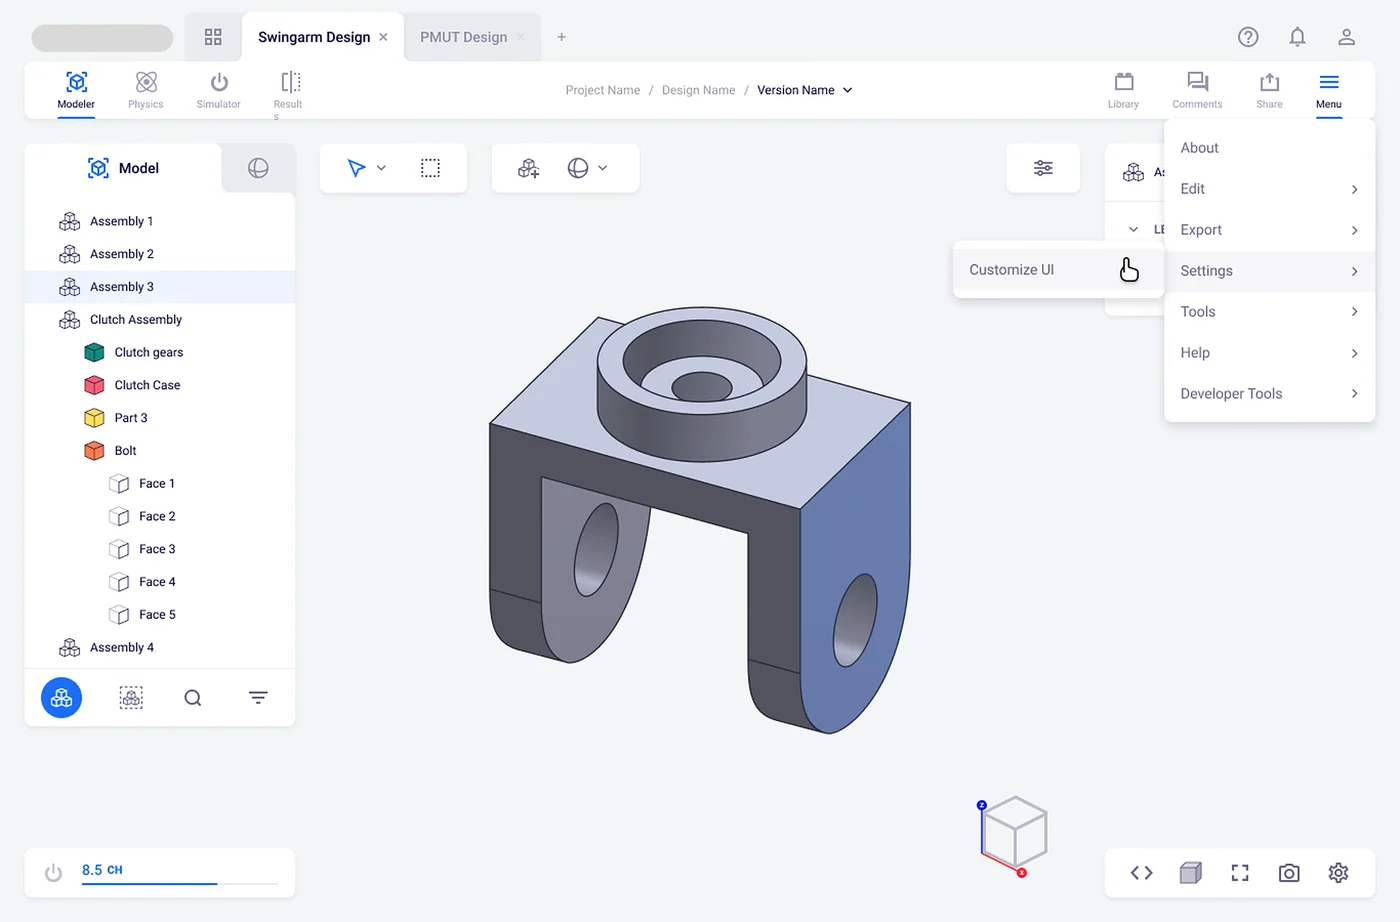 Swingarm Design
PMUT Design
Modeler
Physics
Simulator
Result
s
Project Name / Design Name / Version Name
Library
Comments
Share
Menu
Model
Assembly 1
Assembly 2
Assembly 3
Clutch Assembly
Clutch gears
Clutch Case
Part 3
Bolt
Face 1
Face 2
Face 3
Face 4
Face 5
Assembly 4
About
Edit
Export
Settings
Tools
Help
Developer Tools
Customize UI
8.5 CH
Z
X